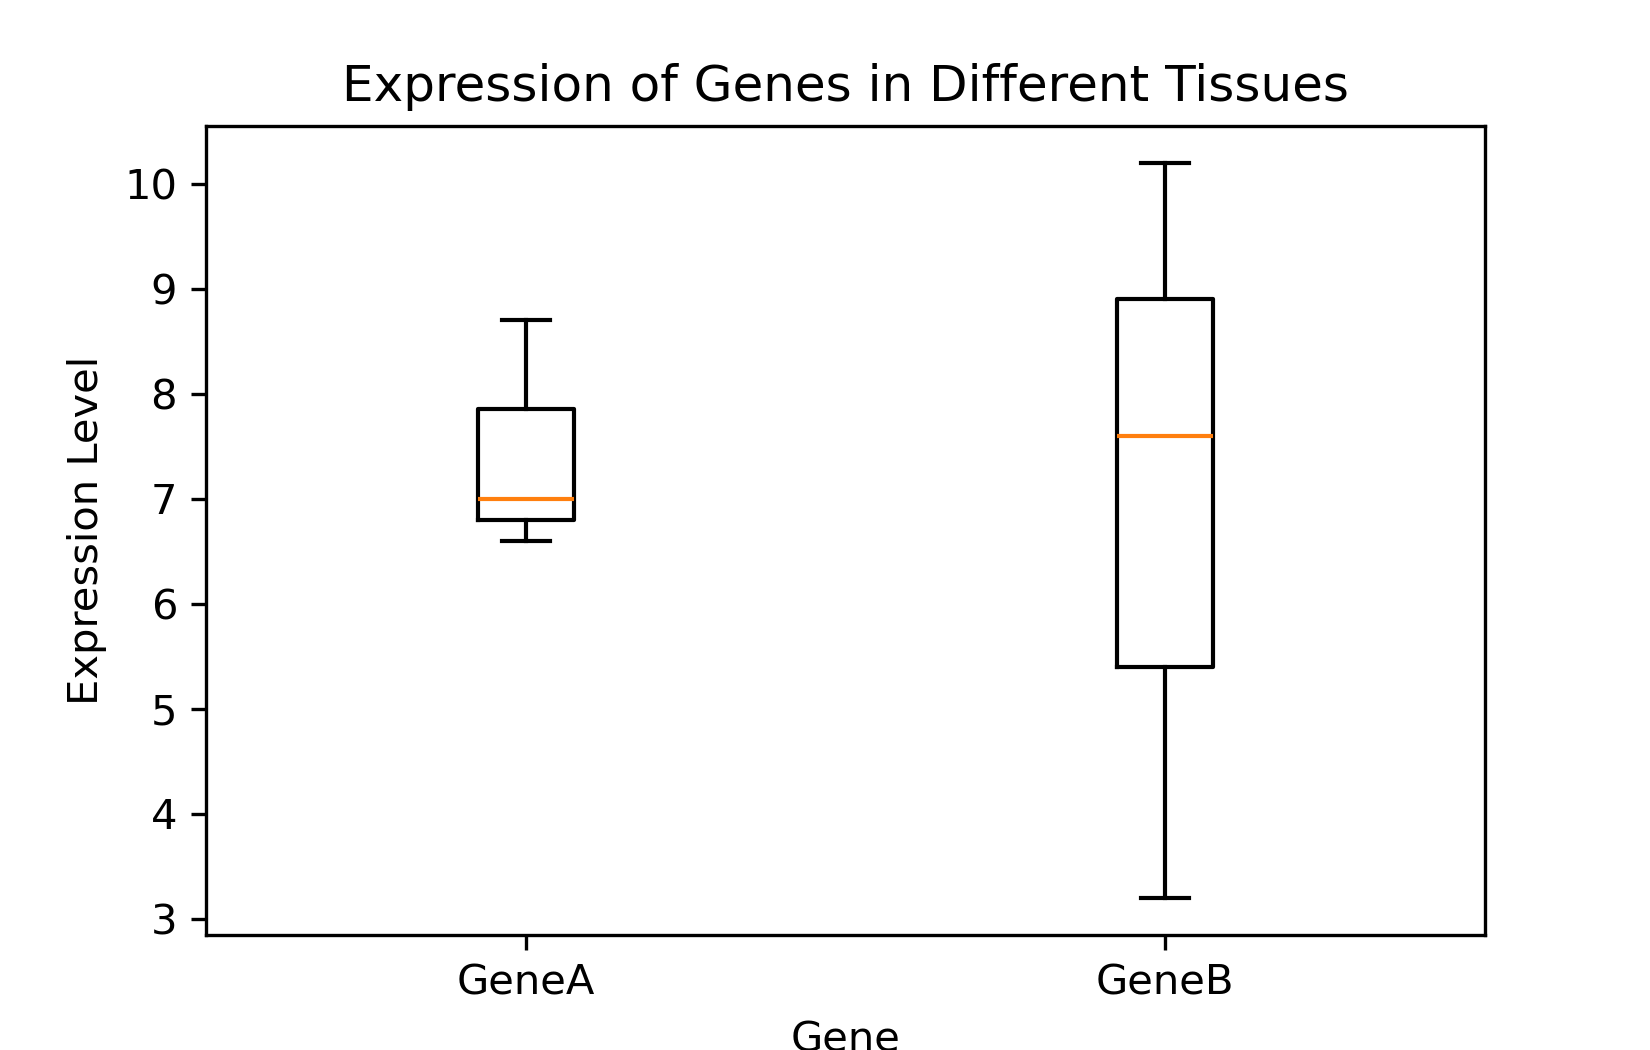 Expression of Genes in Different Tissues
Expression Level
10
9
8
7
6
5
4
3
GeneA
GeneB
Gene